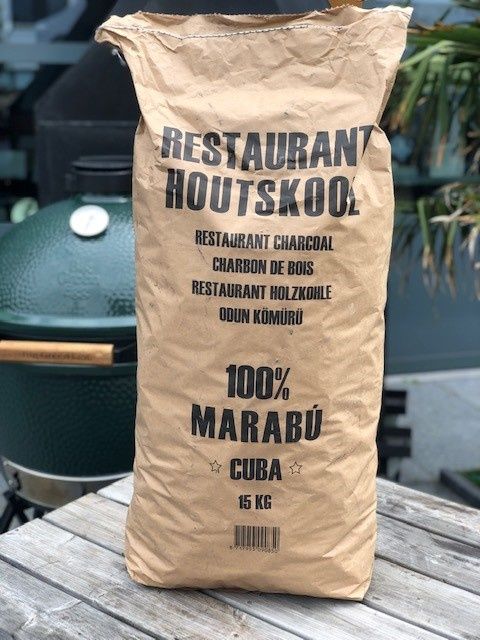 RESTAURANT
HOUTSKOOL
RESTAURANT CHARCOAL
CHARBON DE BOIS
RESTAURANT HOLZKOHLE
ODUN KÖMÜRÜ
100%
MARABÚ
☆ CUBA ☆
15 KG